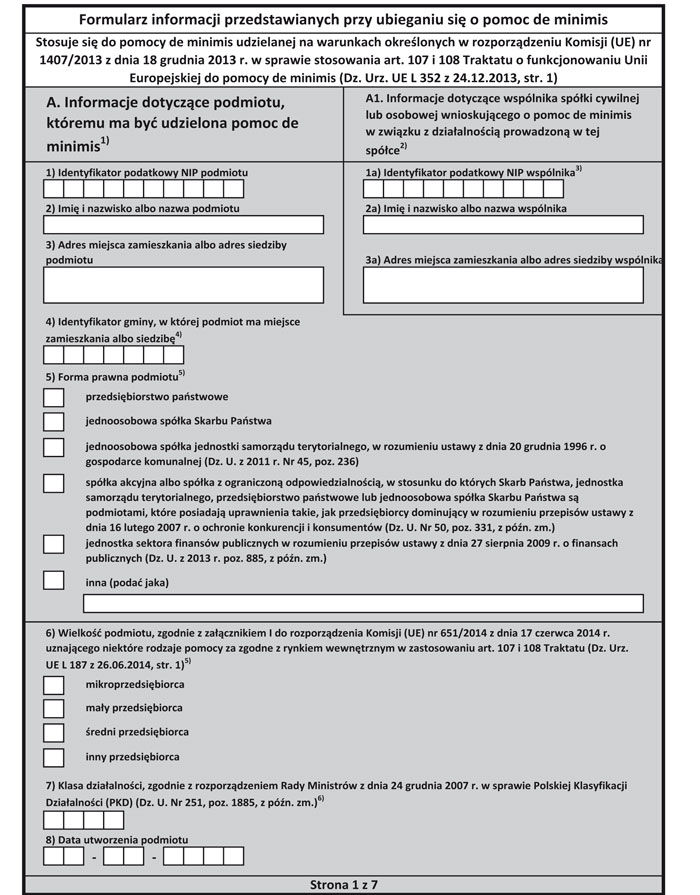 Formularz informacji przedstawianych przy ubieganiu się o pomoc de minimis
Stosuje się do pomocy de minimis udzielanej na warunkach określonych w rozporządzeniu Komisji (UE) nr
1407/2013 z dnia 18 grudnia 2013 r. w sprawie stosowania art. 107 i 108 Traktatu o funkcjonowaniu Unii
Europejskiej do pomocy de minimis (Dz. Urz. UE L 352 z 24.12.2013, str. 1)
A. Informacje dotyczące podmiotu,
któremu ma być udzielona pomoc de
minimis1)
A1. Informacje dotyczące wspólnika spółki cywilnej
lub osobowej wnioskującego o pomoc de minimis
w związku z działalnością prowadzoną w tej
spółce2)
1) Identyfikator podatkowy NIP podmiotu
1a) Identyfikator podatkowy NIP wspólnika3)
2) Imię i nazwisko albo nazwa podmiotu
2a) Imię i nazwisko albo nazwa wspólnika
3) Adres miejsca zamieszkania albo adres siedziby
podmiotu
3a) Adres miejsca zamieszkania albo adres siedziby wspólnika
4) Identyfikator gminy, w której podmiot ma miejsce
zamieszkania albo siedzibę4)
5) Forma prawna podmiotu5)
przedsiębiorstwo państwowe
jednoosobowa spółka Skarbu Państwa
jednoosobowa spółka jednostki samorządu terytorialnego, w rozumieniu ustawy z dnia 20 grudnia 1996 r. o
gospodarce komunalnej (Dz. U. z 2011 r. Nr 45, poz. 236)
spółka akcyjna albo spółka z ograniczoną odpowiedzialnością, w stosunku do których Skarb Państwa, jednostka
samorządu terytorialnego, przedsiębiorstwo państwowe lub jednoosobowa spółka Skarbu Państwa są
podmiotami, które posiadają uprawnienia takie, jak przedsiębiorcy dominujący w rozumieniu przepisów ustawy z
dnia 16 lutego 2007 r. o ochronie konkurencji i konsumentów (Dz. U. Nr 50, poz. 331, z późn. zm.)
jednostka sektora finansów publicznych w rozumieniu przepisów ustawy z dnia 27 sierpnia 2009 r. o finansach
publicznych (Dz. U. z 2013 r. poz. 885, z późn. zm.)
inna (podać jaka)
6) Wielkość podmiotu, zgodnie z załącznikiem I do rozporządzenia Komisji (UE) nr 651/2014 z dnia 17 czerwca 2014 r.
uznającego niektóre rodzaje pomocy za zgodne z rynkiem wewnętrznym w zastosowaniu art. 107 i 108 Traktatu (Dz. Urz.
UE L 187 z 26.06.2014, str. 1)5)
mikroprzedsiębiorca
mały przedsiębiorca
średni przedsiębiorca
inny przedsiębiorca
7) Klasa działalności, zgodnie z rozporządzeniem Rady Ministrów z dnia 24 grudnia 2007 r. w sprawie Polskiej Klasyfikacji
Działalności (PKD) (Dz. U. Nr 251, poz. 1885, z późn. zm.)6)
8) Data utworzenia podmiotu
- -
Strona 1 z 7